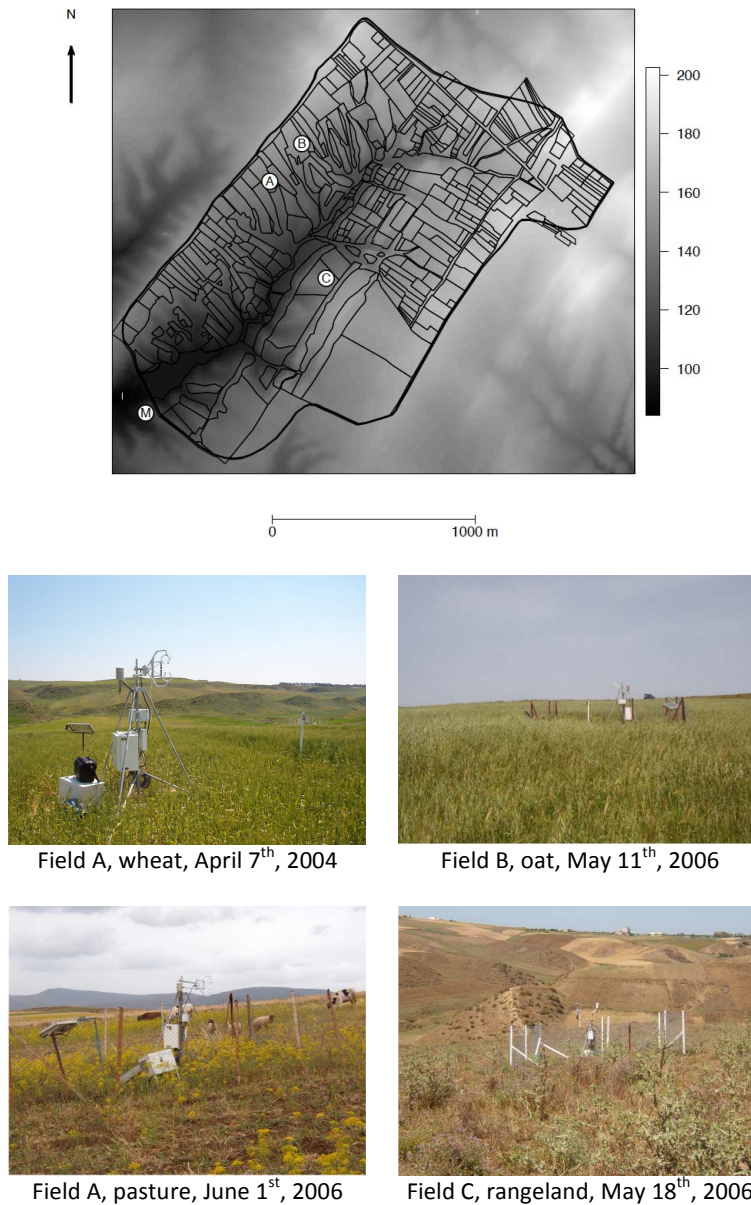 N
200
180
160
140
120
100
B
A
C
M
0 1000 m
Field A, wheat, April 7th, 2004
Field B, oat, May 11th, 2006
Field A, pasture, June 1st, 2006
Field C, rangeland, May 18th, 2006